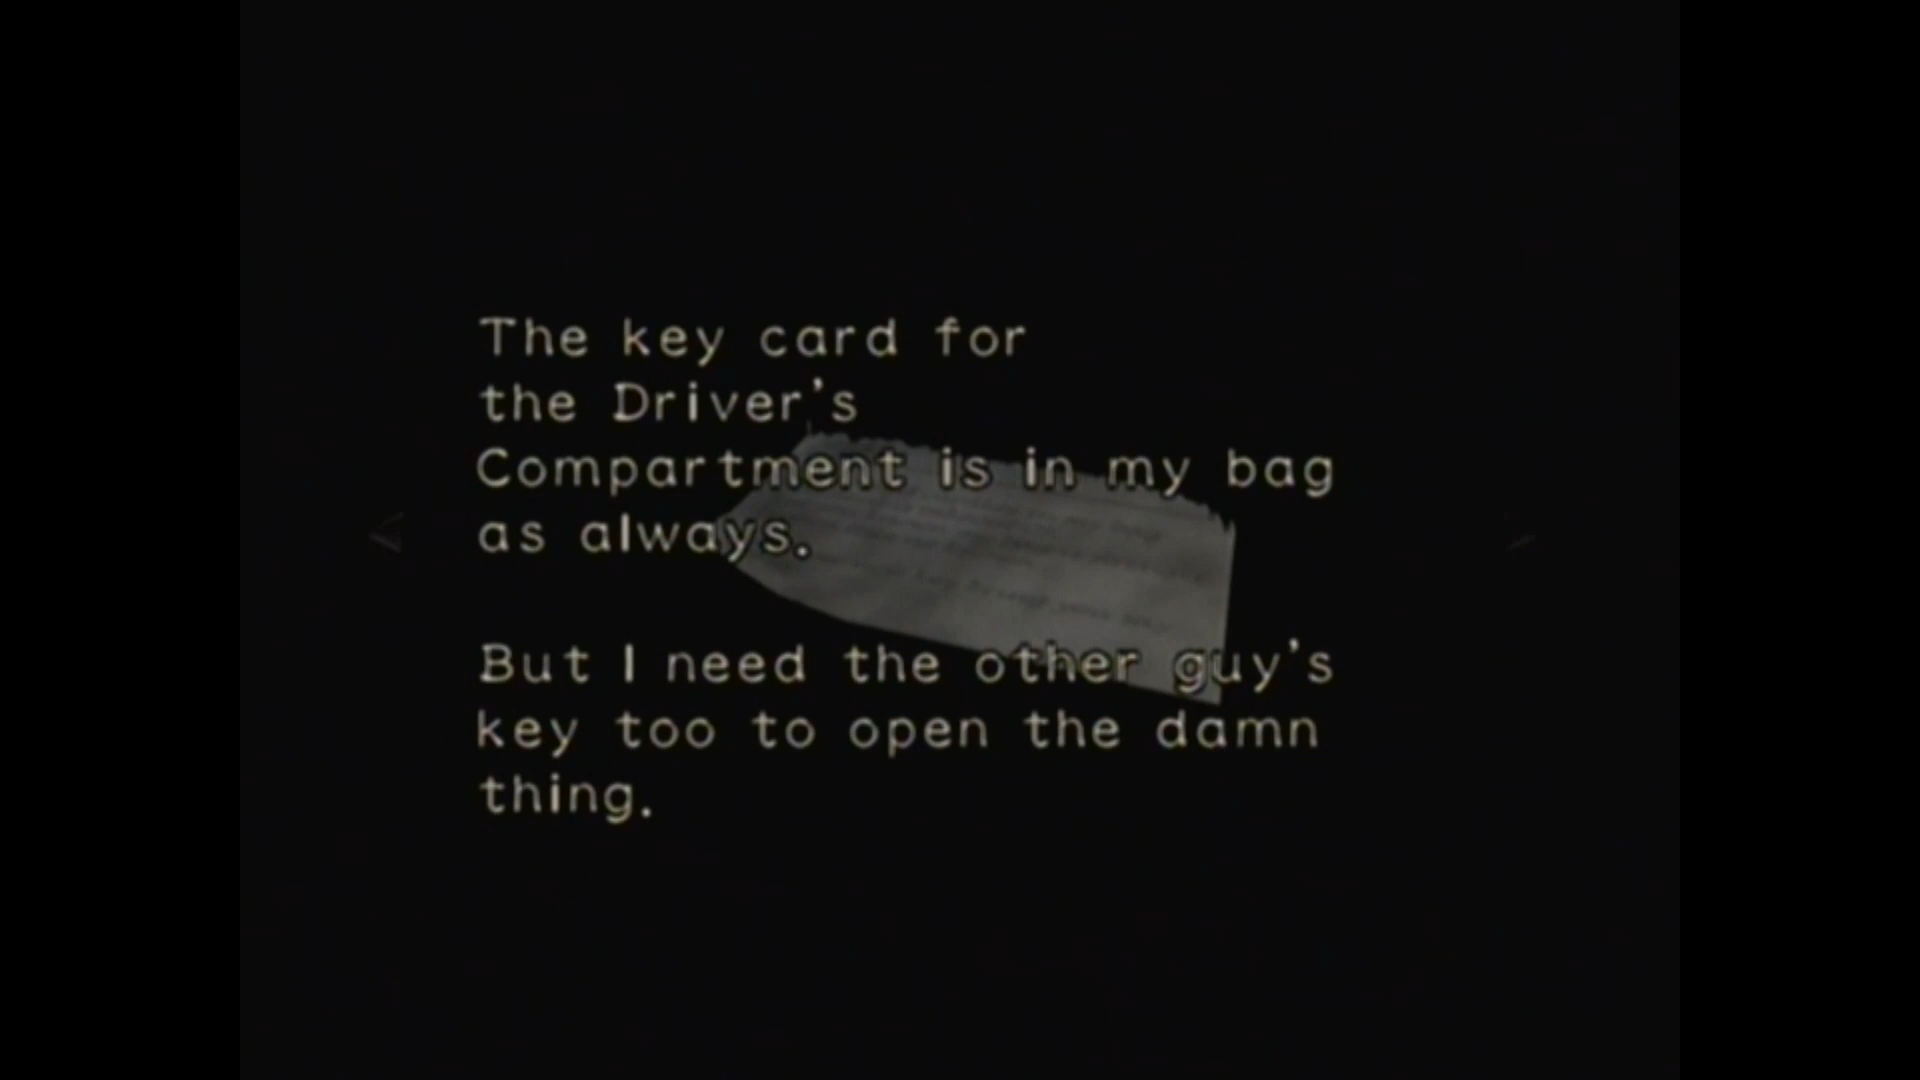 The key card for
the Driver's
Compartment is in my bag
as always.
But I need the other guy's
key too to open the damn
thing.